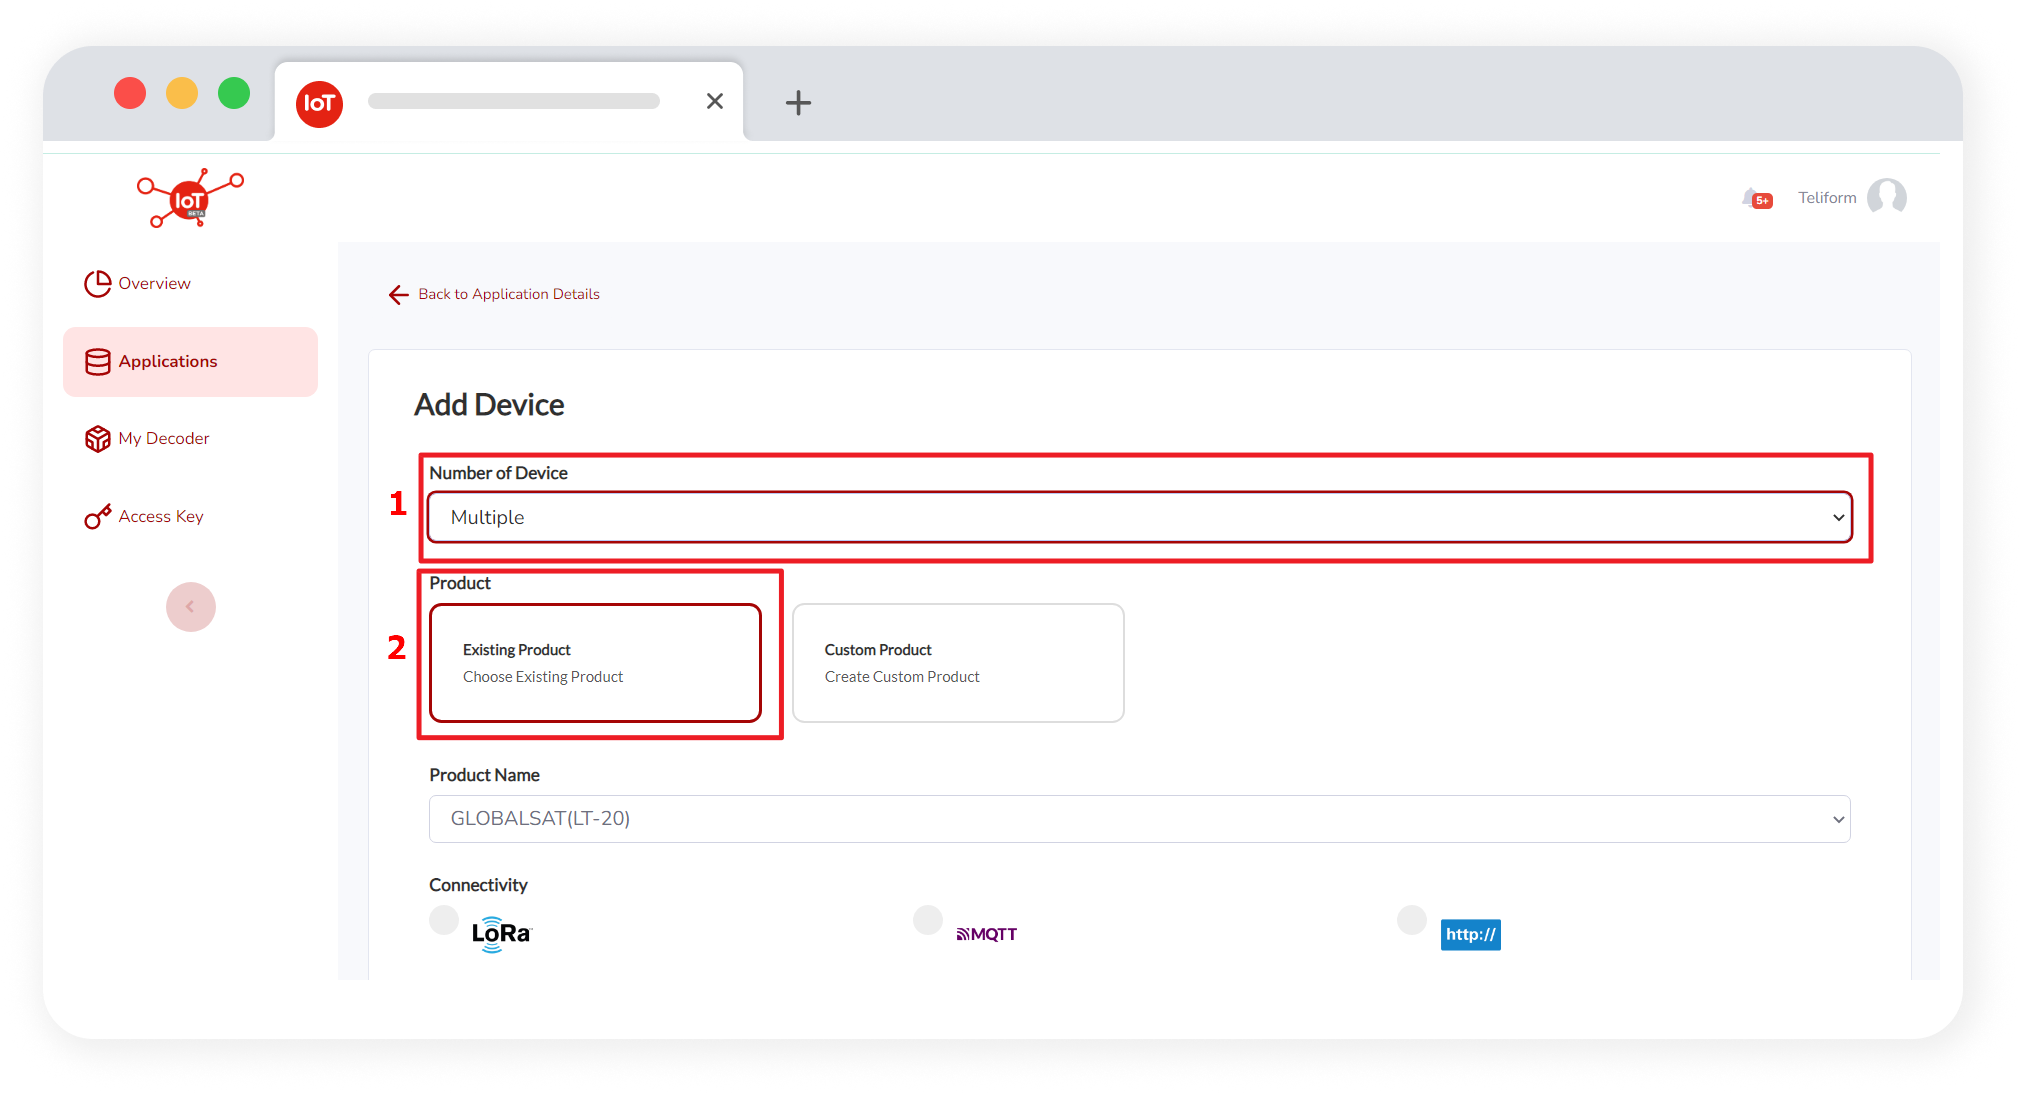 IoT
IoT
BETA
5+
Teliform
Overview
Applications
My Decoder
Access Key
Back to Application Details
Add Device
1
Number of Device
Multiple
2
Product
Existing Product
Choose Existing Product
Custom Product
Create Custom Product
Product Name
GLOBALSAT(LT-20)
Connectivity
LoRa
MQTT
http://